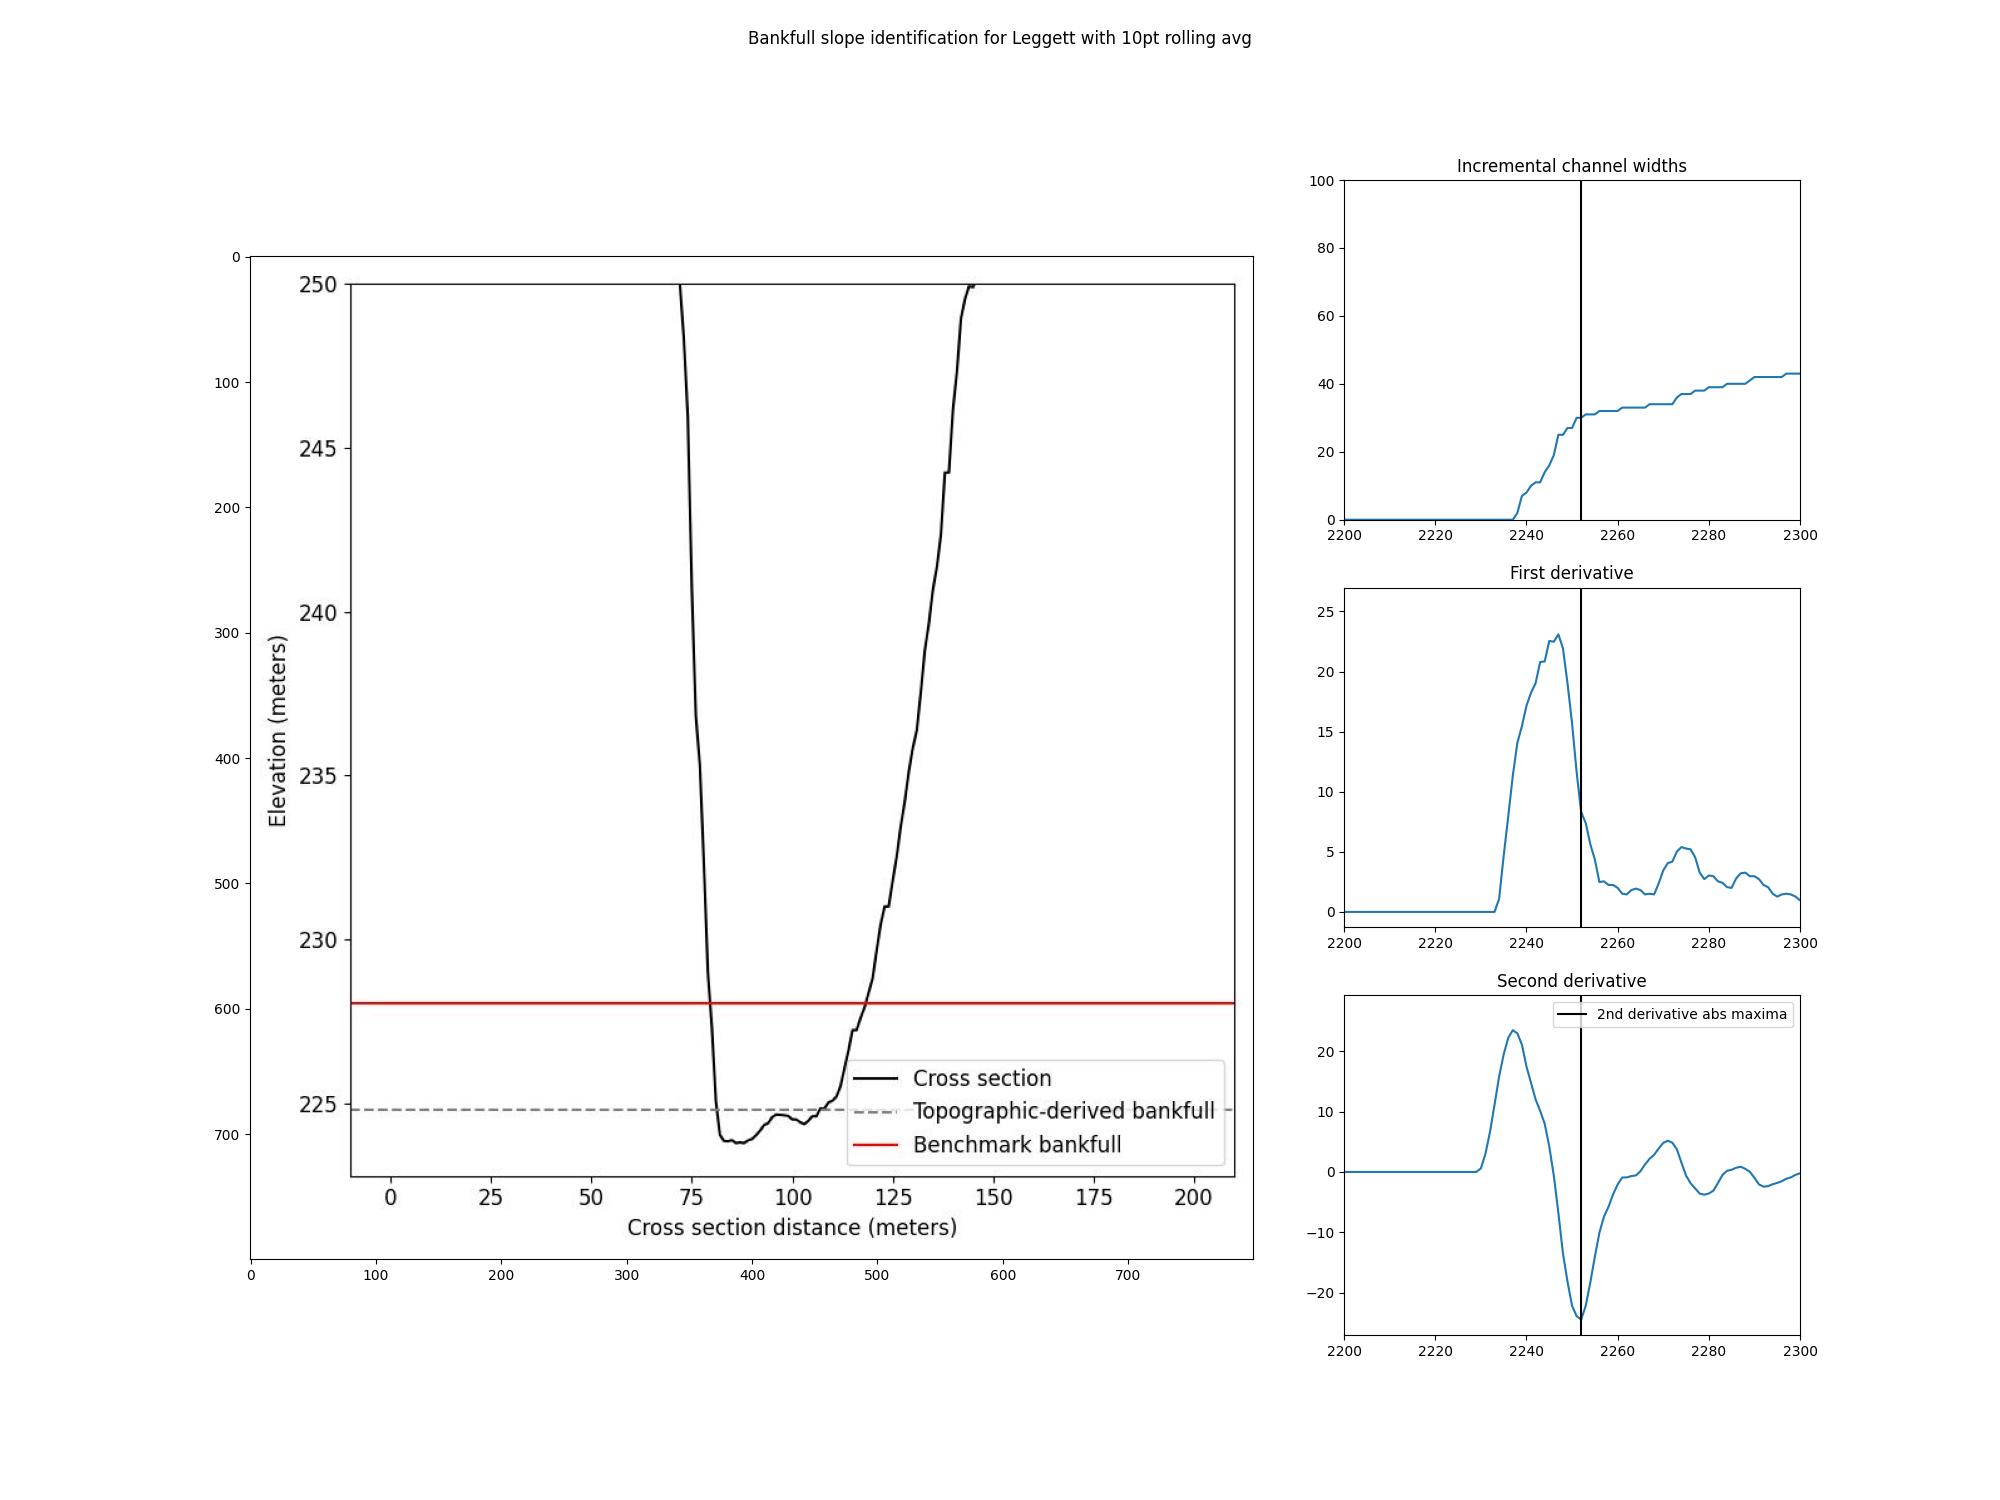 Bankfull slope identification for Leggett with 10pt rolling avg
0
100
200
300
400
500
600
700
250
245
240
235
230
225
Elevation (meters)
Cross section
Topographic-derived bankfull
Benchmark bankfull
0 25 50 75 100 125 150 175 200
Cross section distance (meters)
0 100 200 300 400 500 600 700
Incremental channel widths
100
80
60
40
20
0
2200 2220 2240 2260 2280 2300
First derivative
25
20
15
10
5
0
2200 2220 2240 2260 2280 2300
Second derivative
2nd derivative abs maxima
20
10
0
−10
−20
2200 2220 2240 2260 2280 2300